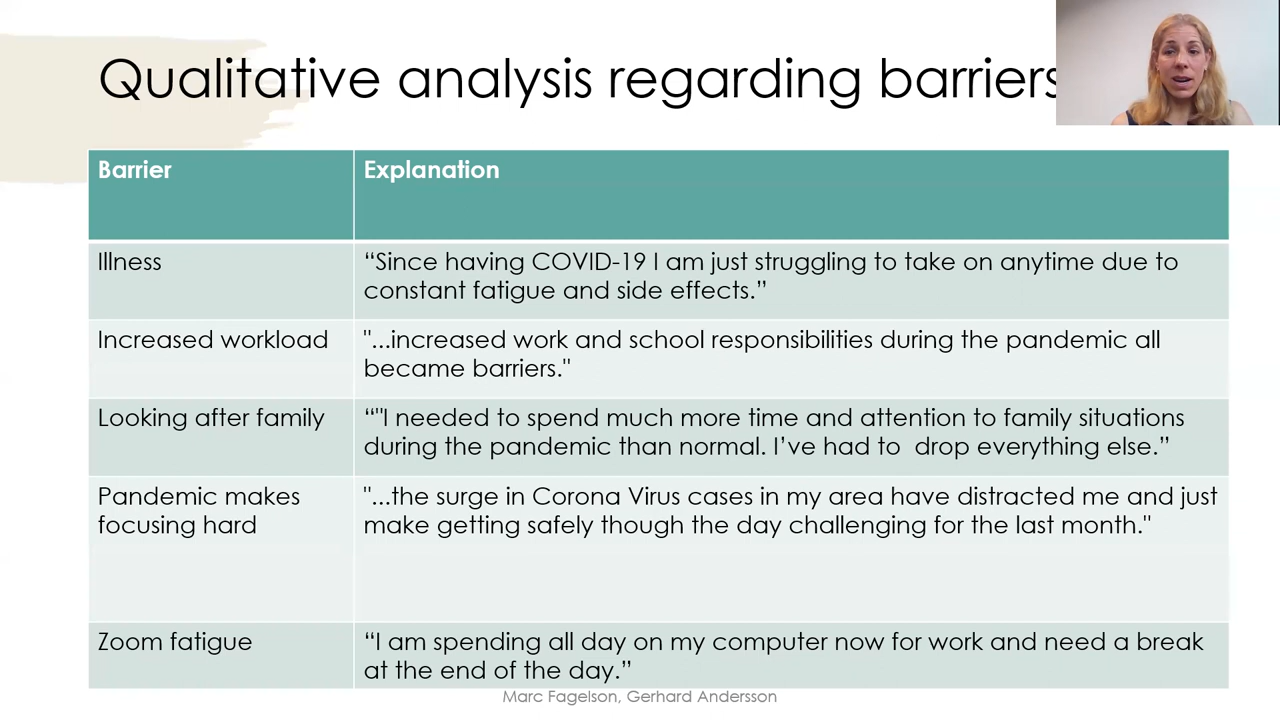 Qualitative analysis regarding barriers
Barrier
Explanation
Illness
“Since having COVID-19 I am just struggling to take on anytime due to
constant fatigue and side effects.”
Increased workload
"...increased work and school responsibilities during the pandemic all
became barriers."
Looking after family
“"I needed to spend much more time and attention to family situations
during the pandemic than normal. I’ve had to  drop everything else.”
Pandemic makes
focusing hard
"...the surge in Corona Virus cases in my area have distracted me and just
make getting safely though the day challenging for the last month."
Zoom fatigue
“I am spending all day on my computer now for work and need a break
at the end of the day.”
Marc Fagelson, Gerhard Andersson